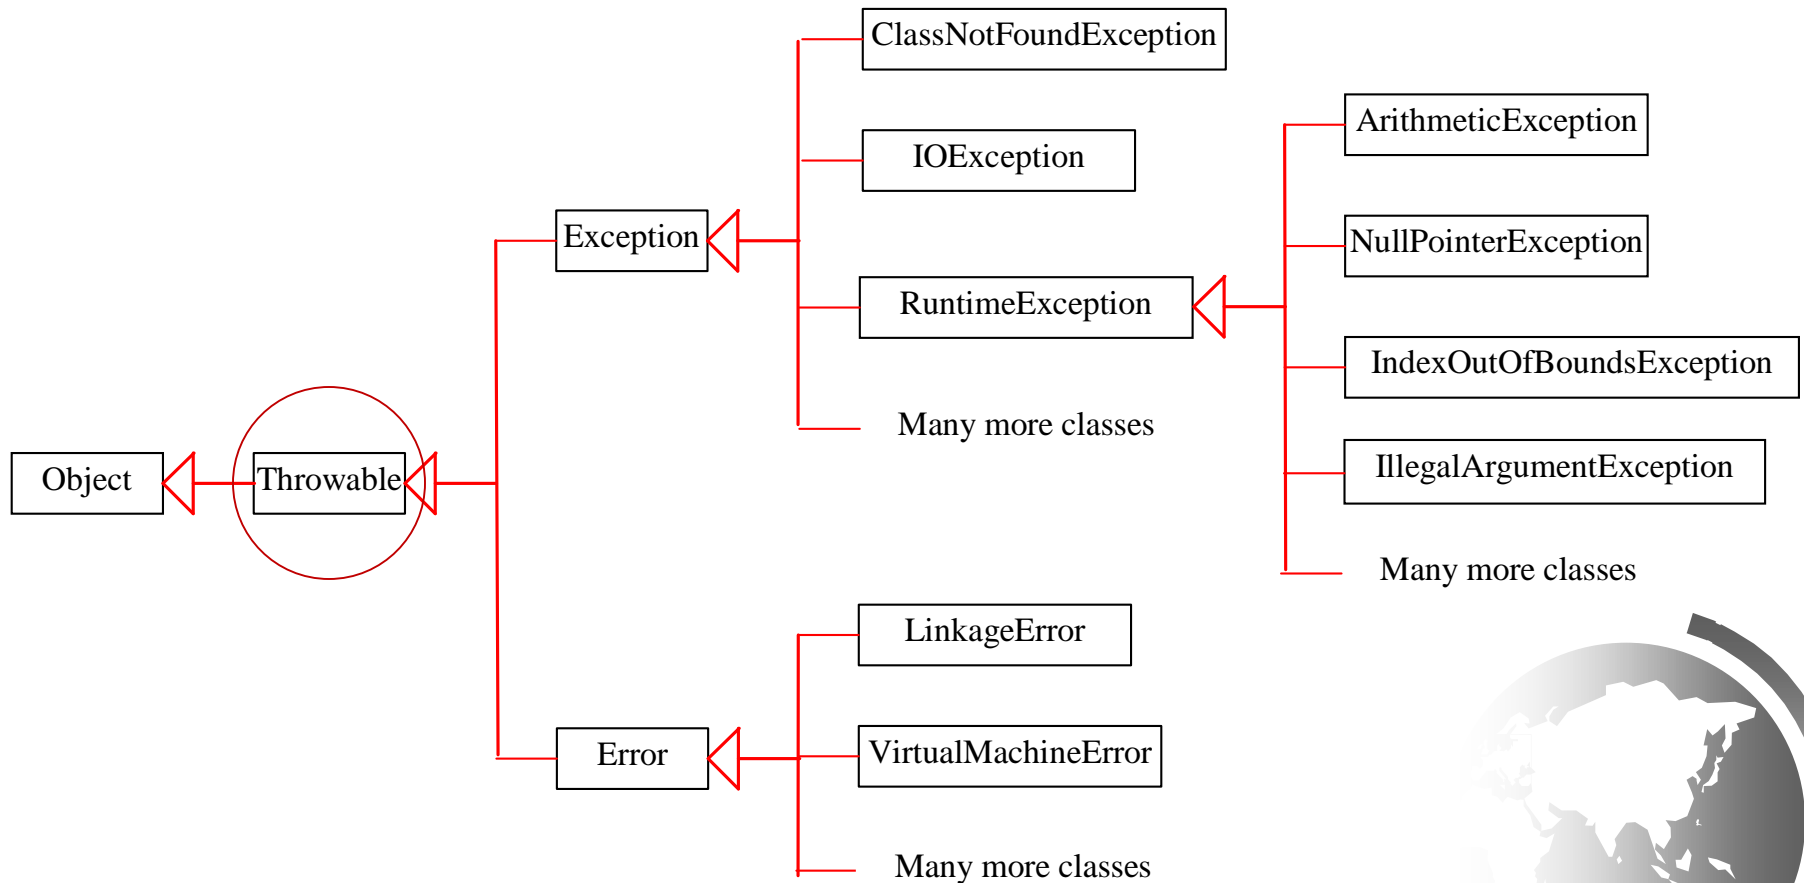 ClassNotFoundException
ArithmeticException
IOException
NullPointerException
Exception
RuntimeException
IndexOutOfBoundsException
Many more classes
Object
Throwable
IllegalArgumentException
Many more classes
LinkageError
Error
VirtualMachineError
Many more classes